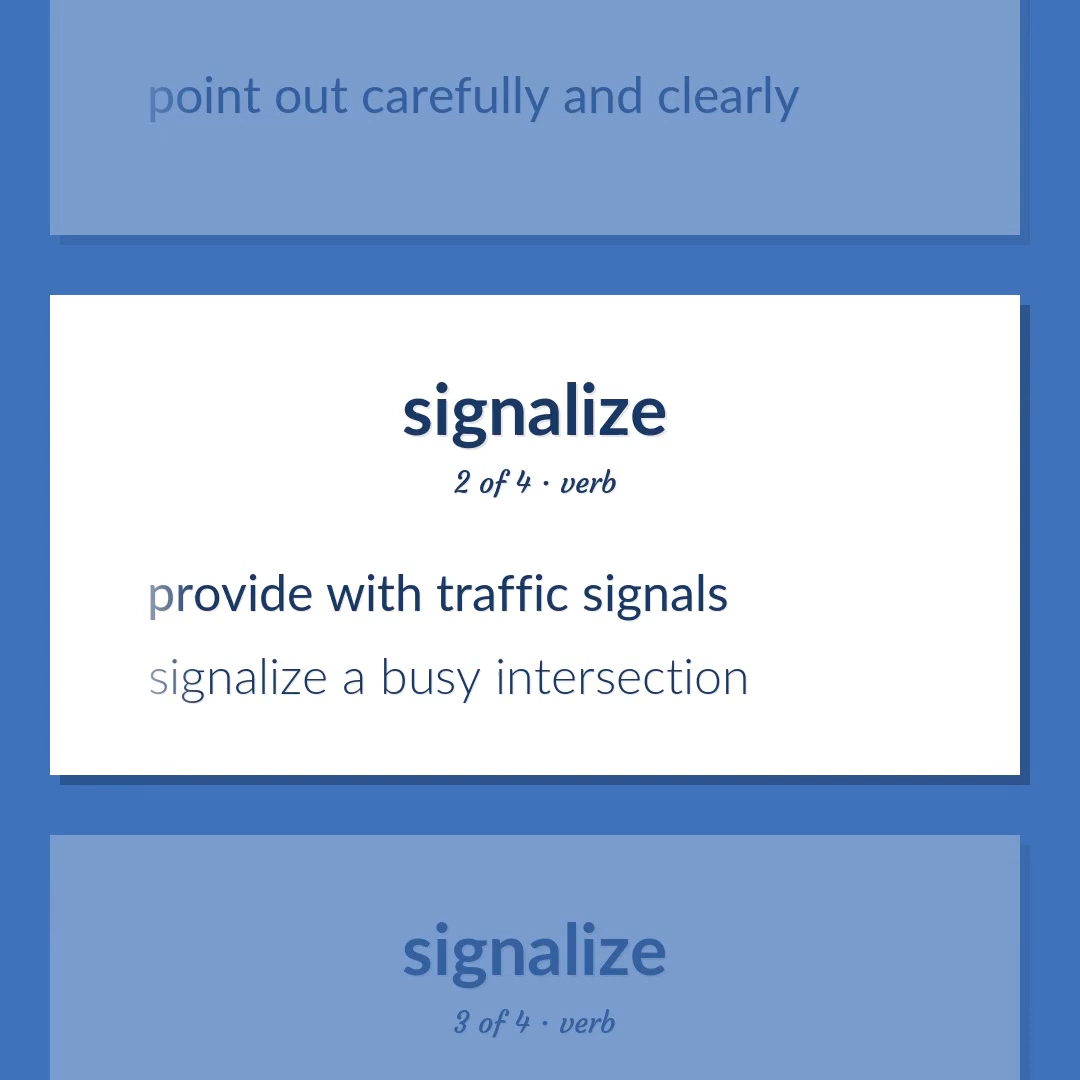 point out carefully and clearly
signalize
2 of 4 · verb
provide with traffic signals
signalize a busy intersection
signalize
3 of 4 · verb